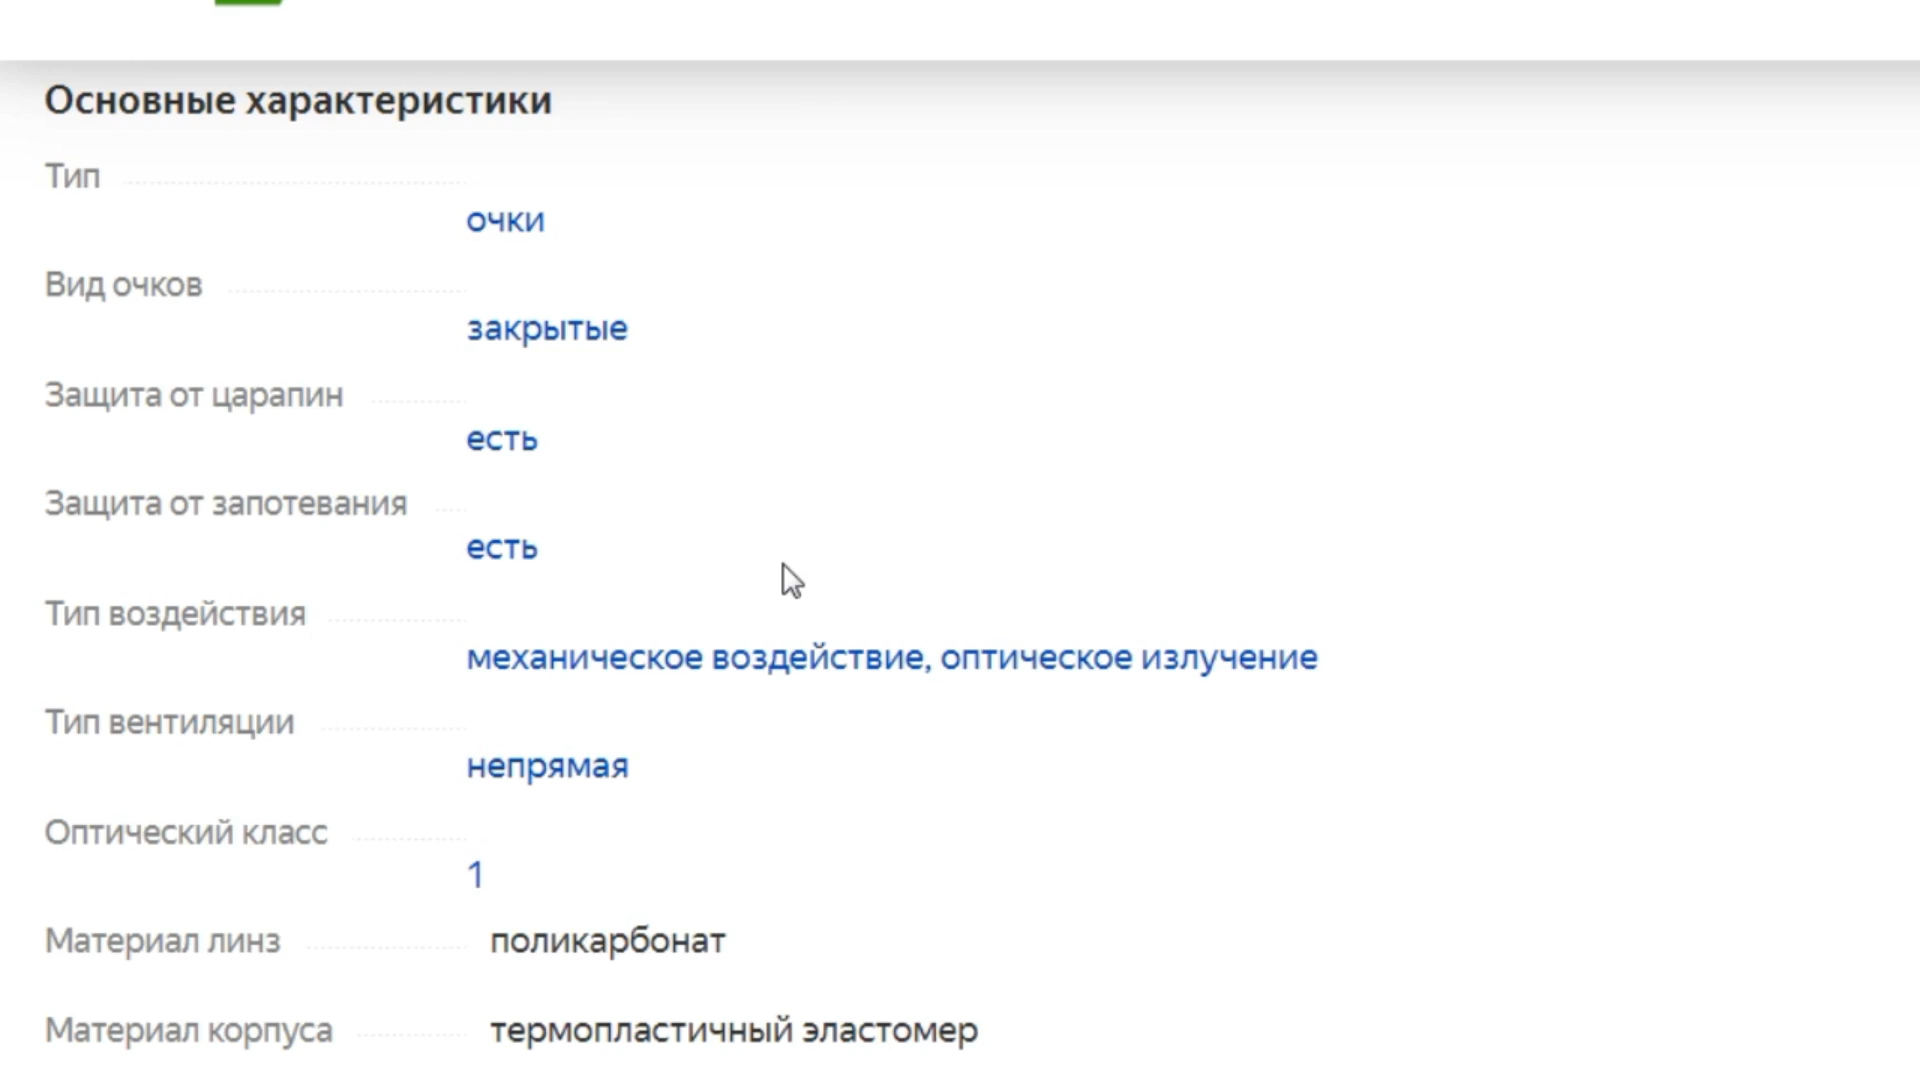 Основные характеристики
Тип
очки
Вид очков
закрытые
Защита от царапин
есть
Защита от запотевания
есть
Тип воздействия
механическое воздействие, оптическое излучение
Тип вентиляции
непрямая
Оптический класс
1
Материал линз поликарбонат
Материал корпуса термопластичный эластомер